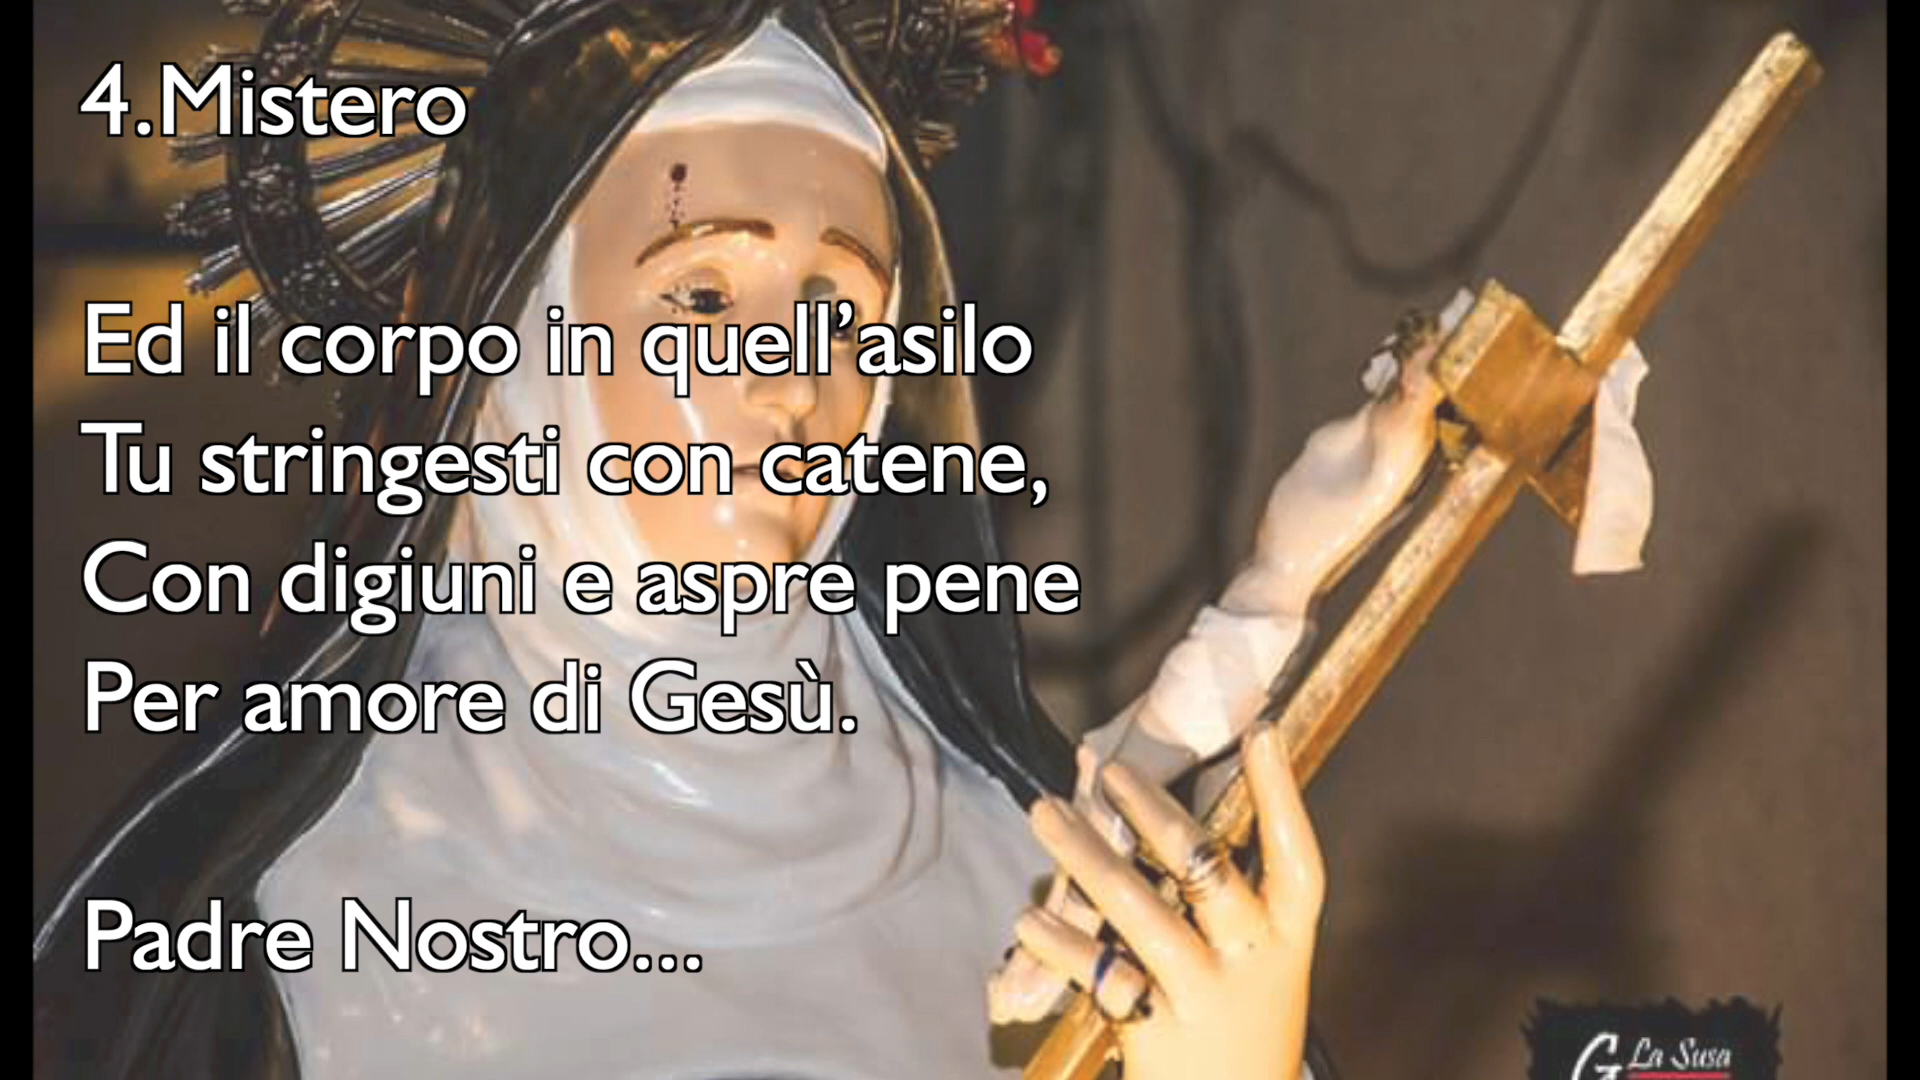 4.Mistero
Ed il corpo in quell’asilo
Tu stringesti con catene,
Con digiuni e aspre pene
Per amore di Gesù.
Padre Nostro...
G La Susa